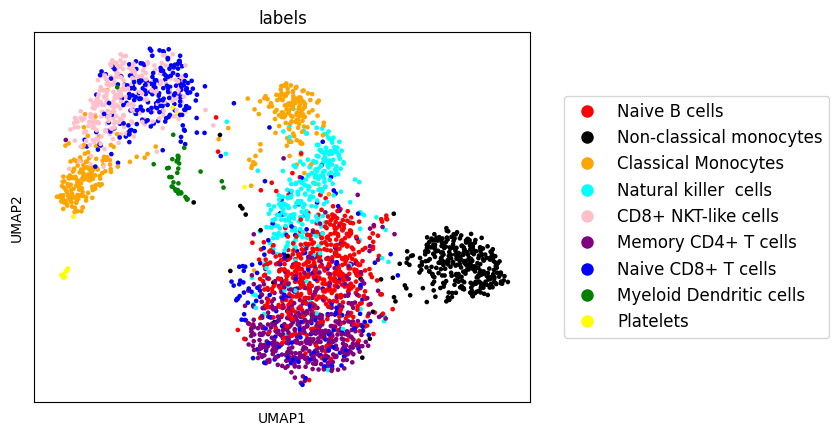 labels
UMAP2
UMAP1
Naive B cells
Non-classical monocytes
Classical Monocytes
Natural killer  cells
CD8+ NKT-like cells
Memory CD4+ T cells
Naive CD8+ T cells
Myeloid Dendritic cells
Platelets